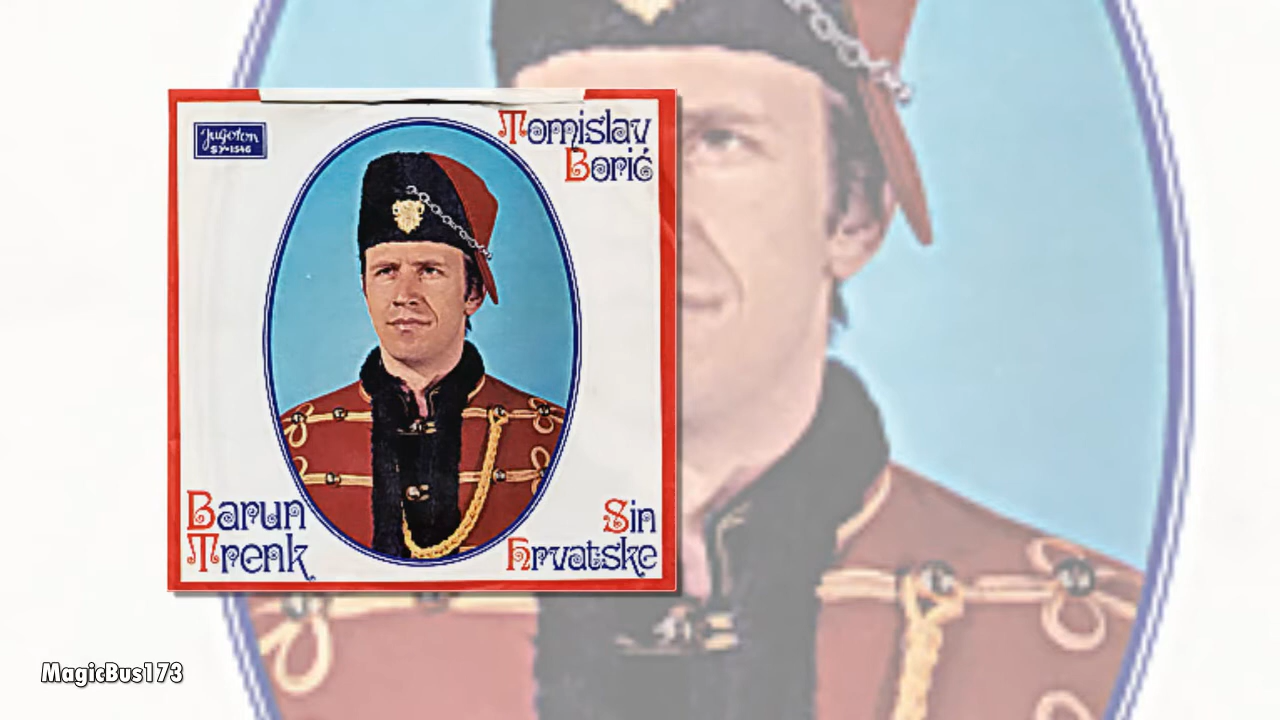 Jugoton
SY-1546
Tomislav
Borić
Barun
Trenk
Sin
Hrvatske
MagicBus173